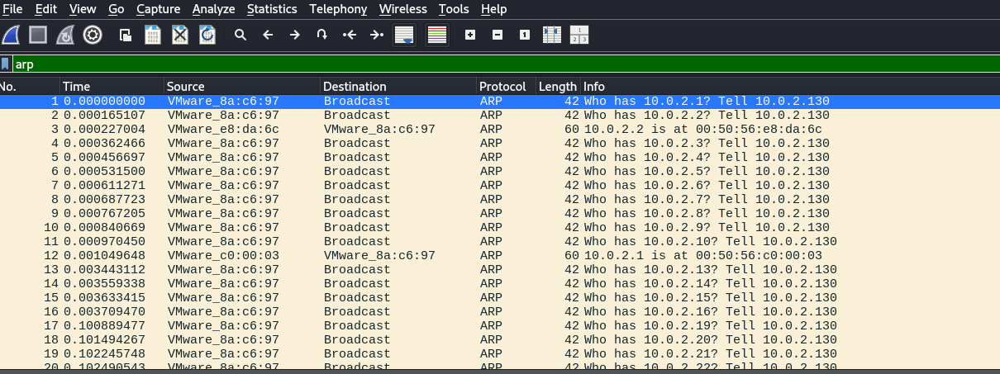 File Edit View Go Capture Analyze Statistics Telephony Wireless Tools Help
arp
No. Time Source Destination Protocol Length Info
1 0.000000000 VMware_8a:c6:97 Broadcast ARP 42 Who has 10.0.2.1? Tell 10.0.2.130
2 0.000165107 VMware_8a:c6:97 Broadcast ARP 42 Who has 10.0.2.2? Tell 10.0.2.130
3 0.000227004 VMware_e8:da:6c VMware_8a:c6:97 ARP 60 10.0.2.2 is at 00:50:56:e8:da:6c
4 0.000362466 VMware_8a:c6:97 Broadcast ARP 42 Who has 10.0.2.3? Tell 10.0.2.130
5 0.000456697 VMware_8a:c6:97 Broadcast ARP 42 Who has 10.0.2.4? Tell 10.0.2.130
6 0.000531500 VMware_8a:c6:97 Broadcast ARP 42 Who has 10.0.2.5? Tell 10.0.2.130
7 0.000611271 VMware_8a:c6:97 Broadcast ARP 42 Who has 10.0.2.6? Tell 10.0.2.130
8 0.000687723 VMware_8a:c6:97 Broadcast ARP 42 Who has 10.0.2.7? Tell 10.0.2.130
9 0.000767205 VMware_8a:c6:97 Broadcast ARP 42 Who has 10.0.2.8? Tell 10.0.2.130
10 0.000840669 VMware_8a:c6:97 Broadcast ARP 42 Who has 10.0.2.9? Tell 10.0.2.130
11 0.000970450 VMware_8a:c6:97 Broadcast ARP 42 Who has 10.0.2.10? Tell 10.0.2.130
12 0.001049648 VMware_c0:00:03 VMware_8a:c6:97 ARP 60 10.0.2.1 is at 00:50:56:c0:00:03
13 0.003443112 VMware_8a:c6:97 Broadcast ARP 42 Who has 10.0.2.13? Tell 10.0.2.130
14 0.003559338 VMware_8a:c6:97 Broadcast ARP 42 Who has 10.0.2.14? Tell 10.0.2.130
15 0.003633415 VMware_8a:c6:97 Broadcast ARP 42 Who has 10.0.2.15? Tell 10.0.2.130
16 0.003709470 VMware_8a:c6:97 Broadcast ARP 42 Who has 10.0.2.16? Tell 10.0.2.130
17 0.100889477 VMware_8a:c6:97 Broadcast ARP 42 Who has 10.0.2.19? Tell 10.0.2.130
18 0.101494267 VMware_8a:c6:97 Broadcast ARP 42 Who has 10.0.2.20? Tell 10.0.2.130
19 0.102245748 VMware_8a:c6:97 Broadcast ARP 42 Who has 10.0.2.21? Tell 10.0.2.130
20 0.102490543 VMware_8a:c6:97 Broadcast ARP 42 Who has 10.0.2.22? Tell 10.0.2.130